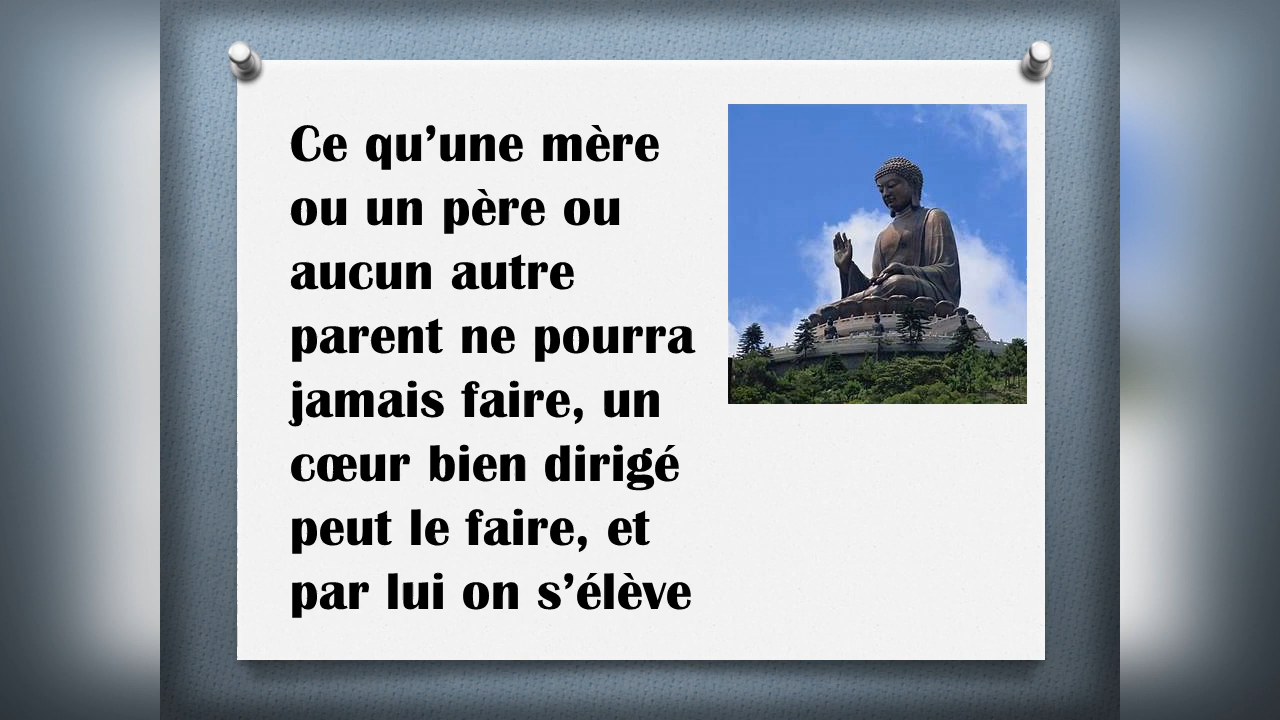 Ce qu’une mère
ou un père ou
aucun autre
parent ne pourra
jamais faire, un
cœur bien dirigé
peut le faire, et
par lui on s’élève